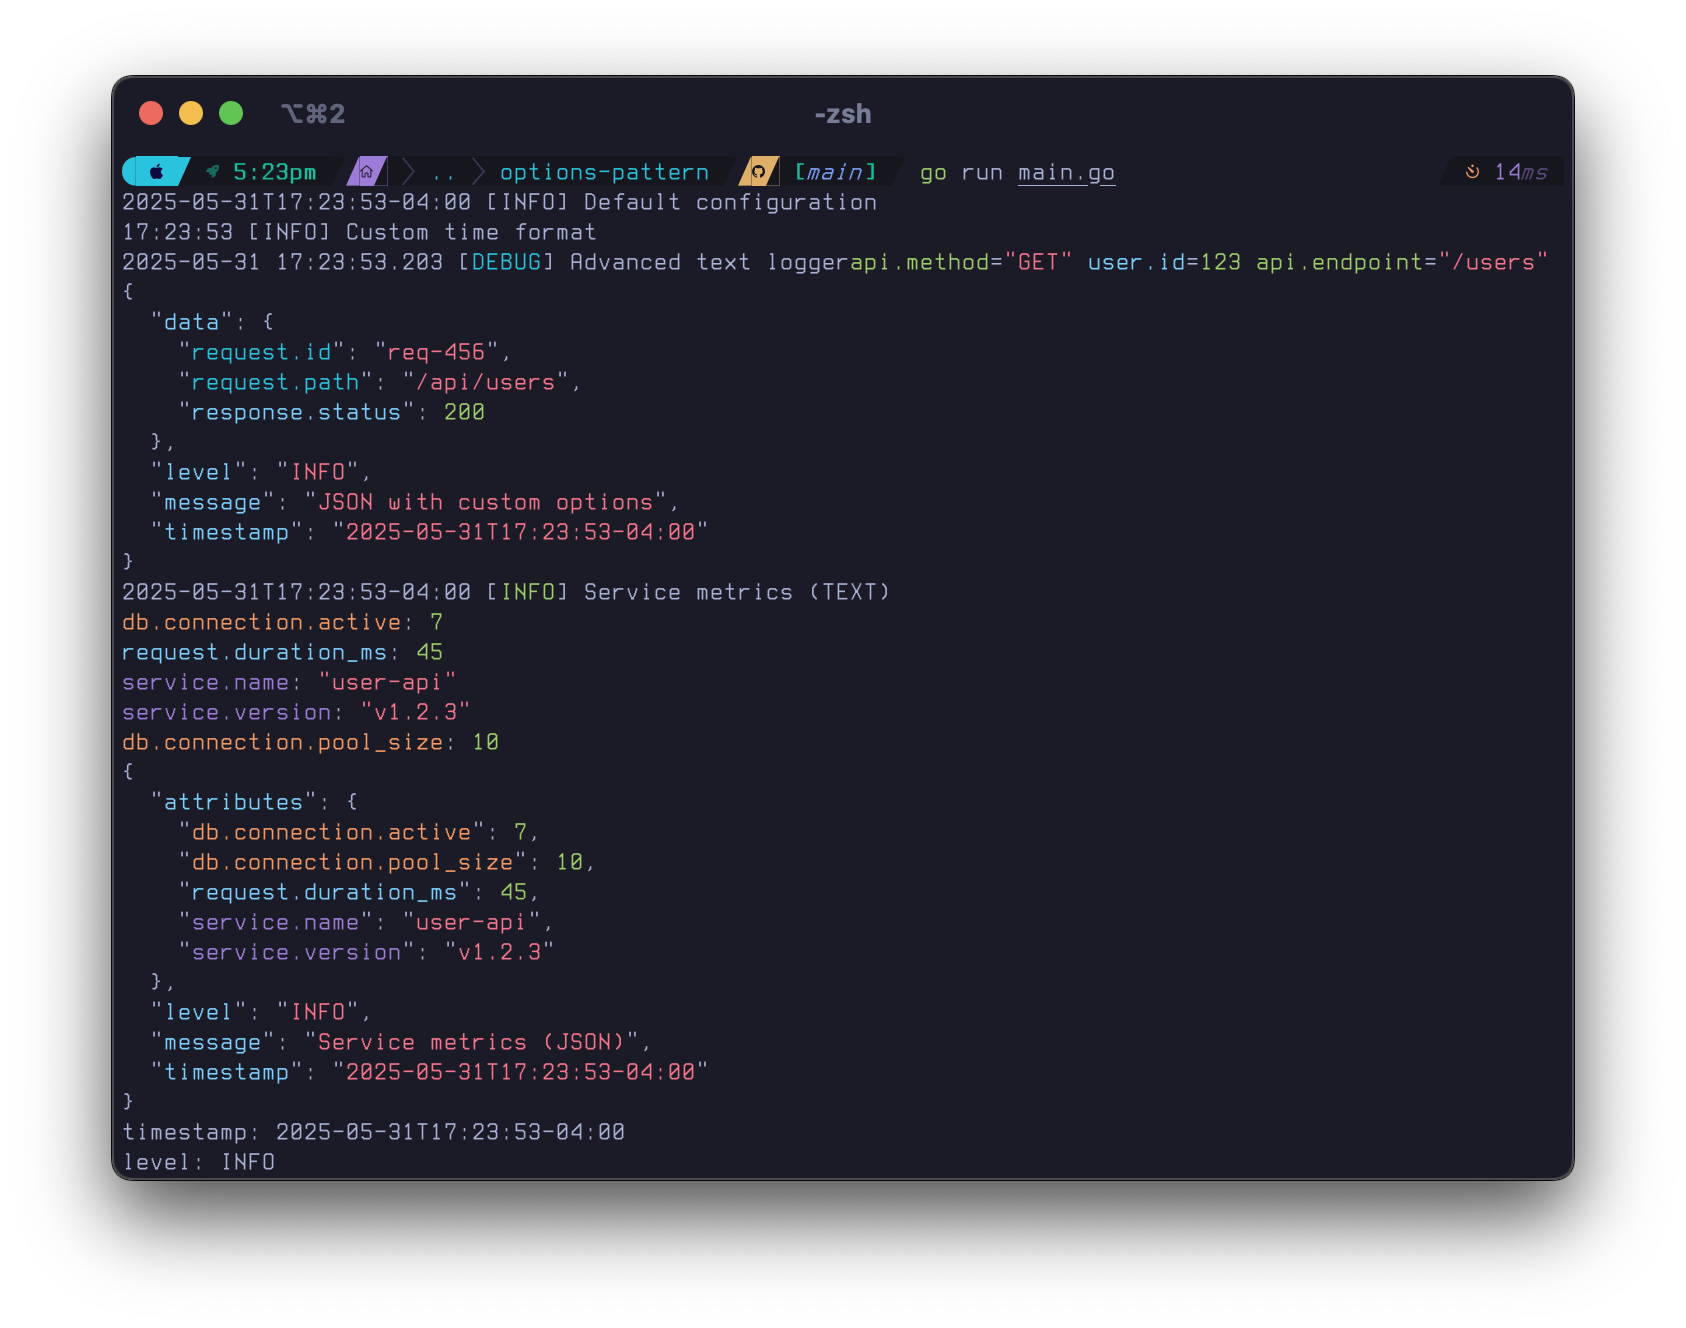 ⌥⌘2 -zsh
5:23pm .. options-pattern [main] go run main.go 14ms
2025-05-31T17:23:53-04:00 [INFO] Default configuration
17:23:53 [INFO] Custom time format
2025-05-31 17:23:53.203 [DEBUG] Advanced text loggerapi.method="GET" user.id=123 api.endpoint="/users"
{
  "data": {
    "request.id": "req-456",
    "request.path": "/api/users",
    "response.status": 200
  },
  "level": "INFO",
  "message": "JSON with custom options",
  "timestamp": "2025-05-31T17:23:53-04:00"
}
2025-05-31T17:23:53-04:00 [INFO] Service metrics (TEXT)
db.connection.active: 7
request.duration_ms: 45
service.name: "user-api"
service.version: "v1.2.3"
db.connection.pool_size: 10
{
  "attributes": {
    "db.connection.active": 7,
    "db.connection.pool_size": 10,
    "request.duration_ms": 45,
    "service.name": "user-api",
    "service.version": "v1.2.3"
  },
  "level": "INFO",
  "message": "Service metrics (JSON)",
  "timestamp": "2025-05-31T17:23:53-04:00"
}
timestamp: 2025-05-31T17:23:53-04:00
level: INFO